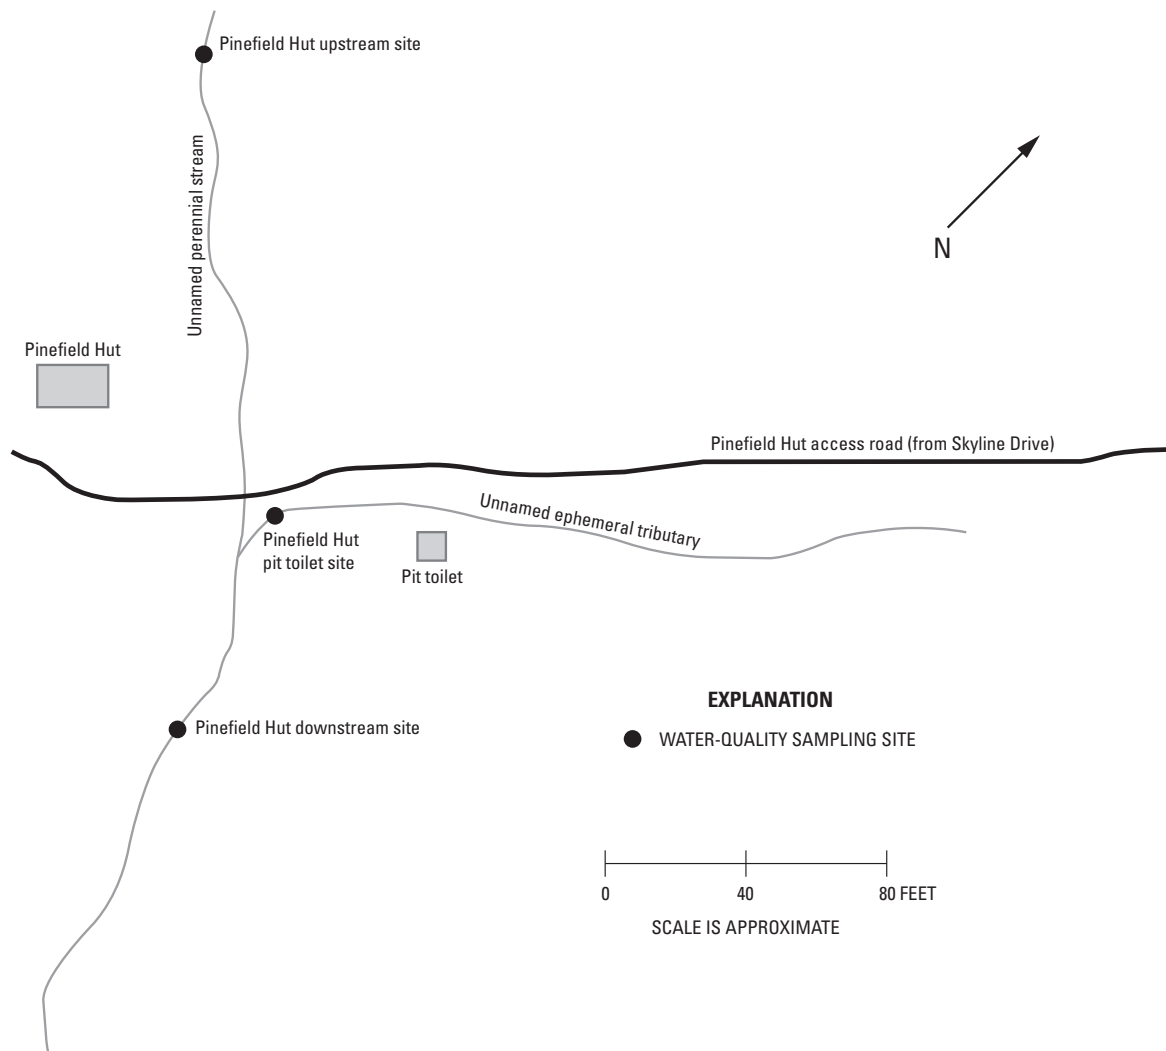 Pinefield Hut upstream site
Unnamed perennial stream
N
Pinefield Hut
Pinefield Hut access road (from Skyline Drive)
Unnamed ephemeral tributary
Pinefield Hut
pit toilet site
Pit toilet
Pinefield Hut downstream site
EXPLANATION
WATER-QUALITY SAMPLING SITE
0 40 80 FEET
SCALE IS APPROXIMATE